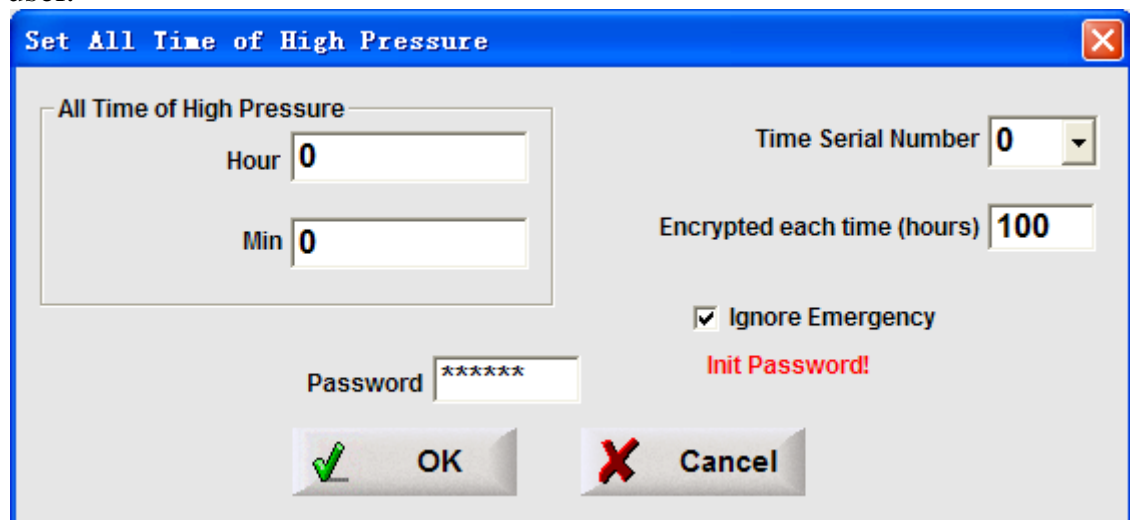 user.
Set All Time of High Pressure
All Time of High Pressure
Hour 0
Min 0
Time Serial Number 0
Encrypted each time (hours) 100
Ignore Emergency
Init Password!
Password ******
OK
Cancel